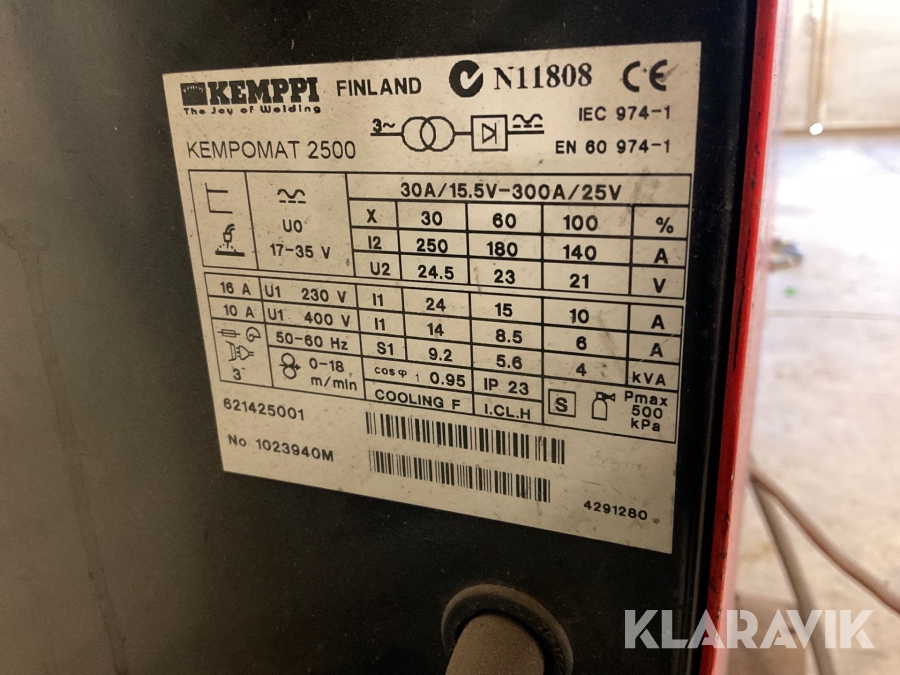 KEMPPI FINLAND N11808 CE
The Joy of Welding
IEC 974-1
3~
KEMPOMAT 2500 EN 60 974-1
30A/15.5V-300A/25V
U0
17-35 V
X 30 60 100 %
I2 250 180 140 A
U2 24.5 23 21 V
16 A U1 230 V I1 24 15 10 A
10 A U1 400 V I1 14 8.5 6 A
50-60 Hz S1 9.2 5.6 4 kVA
3~ 0-18 m/min cos φ 0.95 IP 23 S Pmax 500 kPa
COOLING F I.CL.H
621425001
No 1023940M
4291280
KLARAVIK